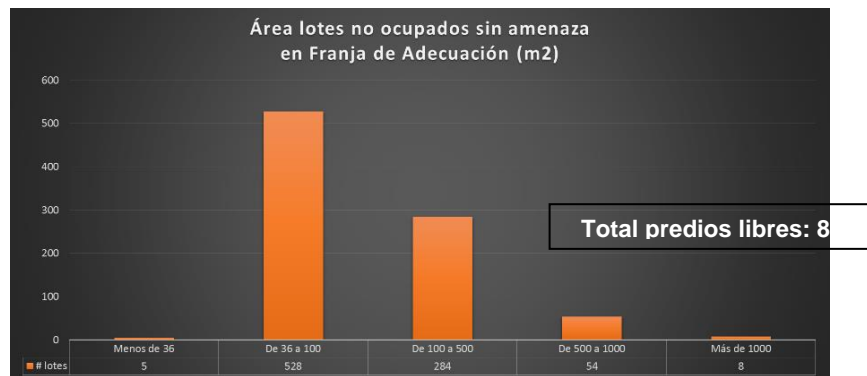 Área lotes no ocupados sin amenaza
en Franja de Adecuación (m2)
600
500
400
300
200
100
0
Total predios libres: 8
Menos de 36 De 36 a 100 De 100 a 500 De 500 a 1000 Más de 1000
# lotes 5 528 284 54 8